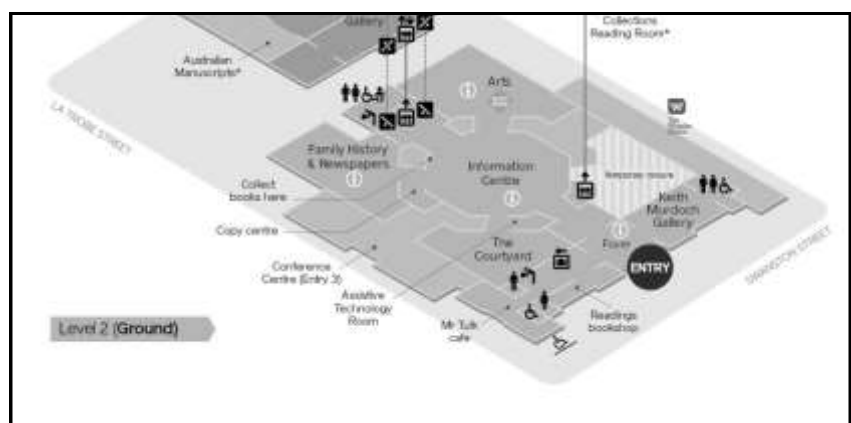 Gallery
Collections
Reading Room*
Australian
Manuscripts*
Arts
LA TROBE STREET
Family History
& Newspapers
Information
Centre
Temporary closure
Collect
books here
Keith
Murdoch
Gallery
Copy centre
Foyer
The
Courtyard
ENTRY
SWANSTON STREET
Conference
Centre (Entry 3)
Assistive
Technology
Room
Readings
bookshop
Mr Tulk
cafe
Level 2 (Ground)